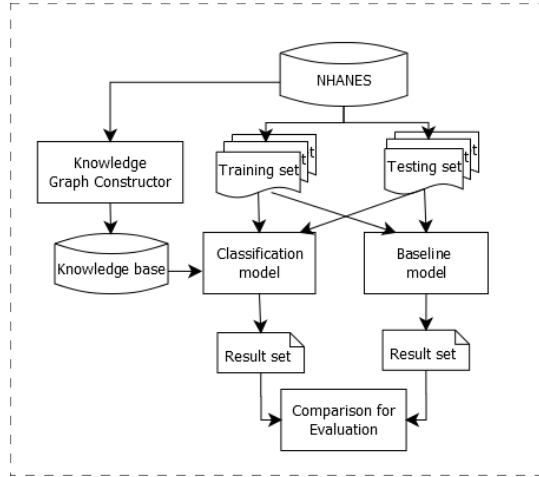 NHANES
Knowledge
Graph Constructor
Training set
t
t
Testing set
t
t
Knowledge base
Classification
model
Baseline
model
Result set
Result set
Comparison for
Evaluation